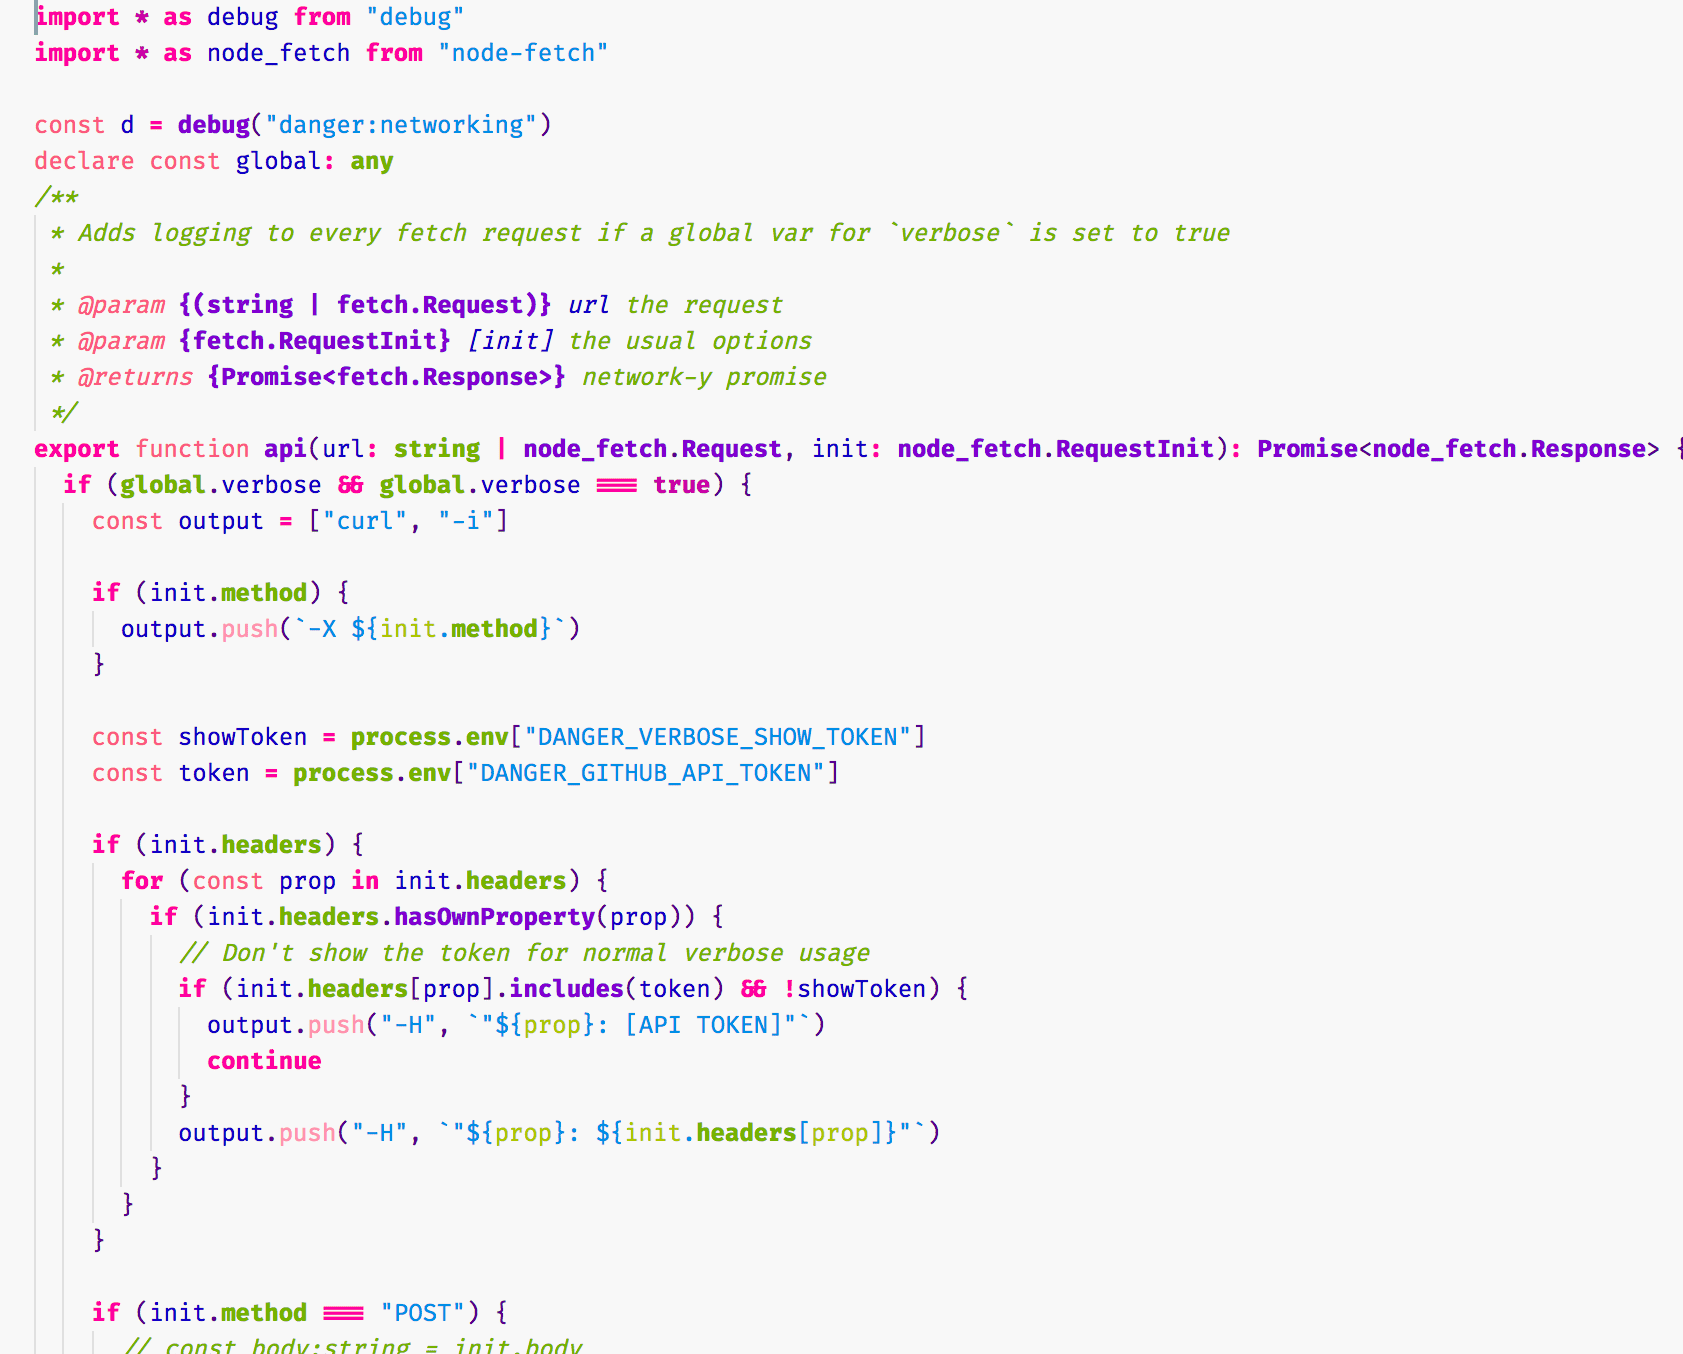 import * as debug from "debug"
import * as node_fetch from "node-fetch"

const d = debug("danger:networking")
declare const global: any
/**
 * Adds logging to every fetch request if a global var for `verbose` is set to true
 *
 * @param {(string | fetch.Request)} url the request
 * @param {fetch.RequestInit} [init] the usual options
 * @returns {Promise<fetch.Response>} network-y promise
 */
export function api(url: string | node_fetch.Request, init: node_fetch.RequestInit): Promise<node_fetch.Response> {
  if (global.verbose && global.verbose === true) {
    const output = ["curl", "-i"]

    if (init.method) {
      output.push(`-X ${init.method}`)
    }

    const showToken = process.env["DANGER_VERBOSE_SHOW_TOKEN"]
    const token = process.env["DANGER_GITHUB_API_TOKEN"]

    if (init.headers) {
      for (const prop in init.headers) {
        if (init.headers.hasOwnProperty(prop)) {
          // Don't show the token for normal verbose usage
          if (init.headers[prop].includes(token) && !showToken) {
            output.push("-H", `"${prop}: [API TOKEN]"`)
            continue
          }
          output.push("-H", `"${prop}: ${init.headers[prop]}"`)
        }
      }
    }

    if (init.method === "POST") {
      // const body:string = init.body